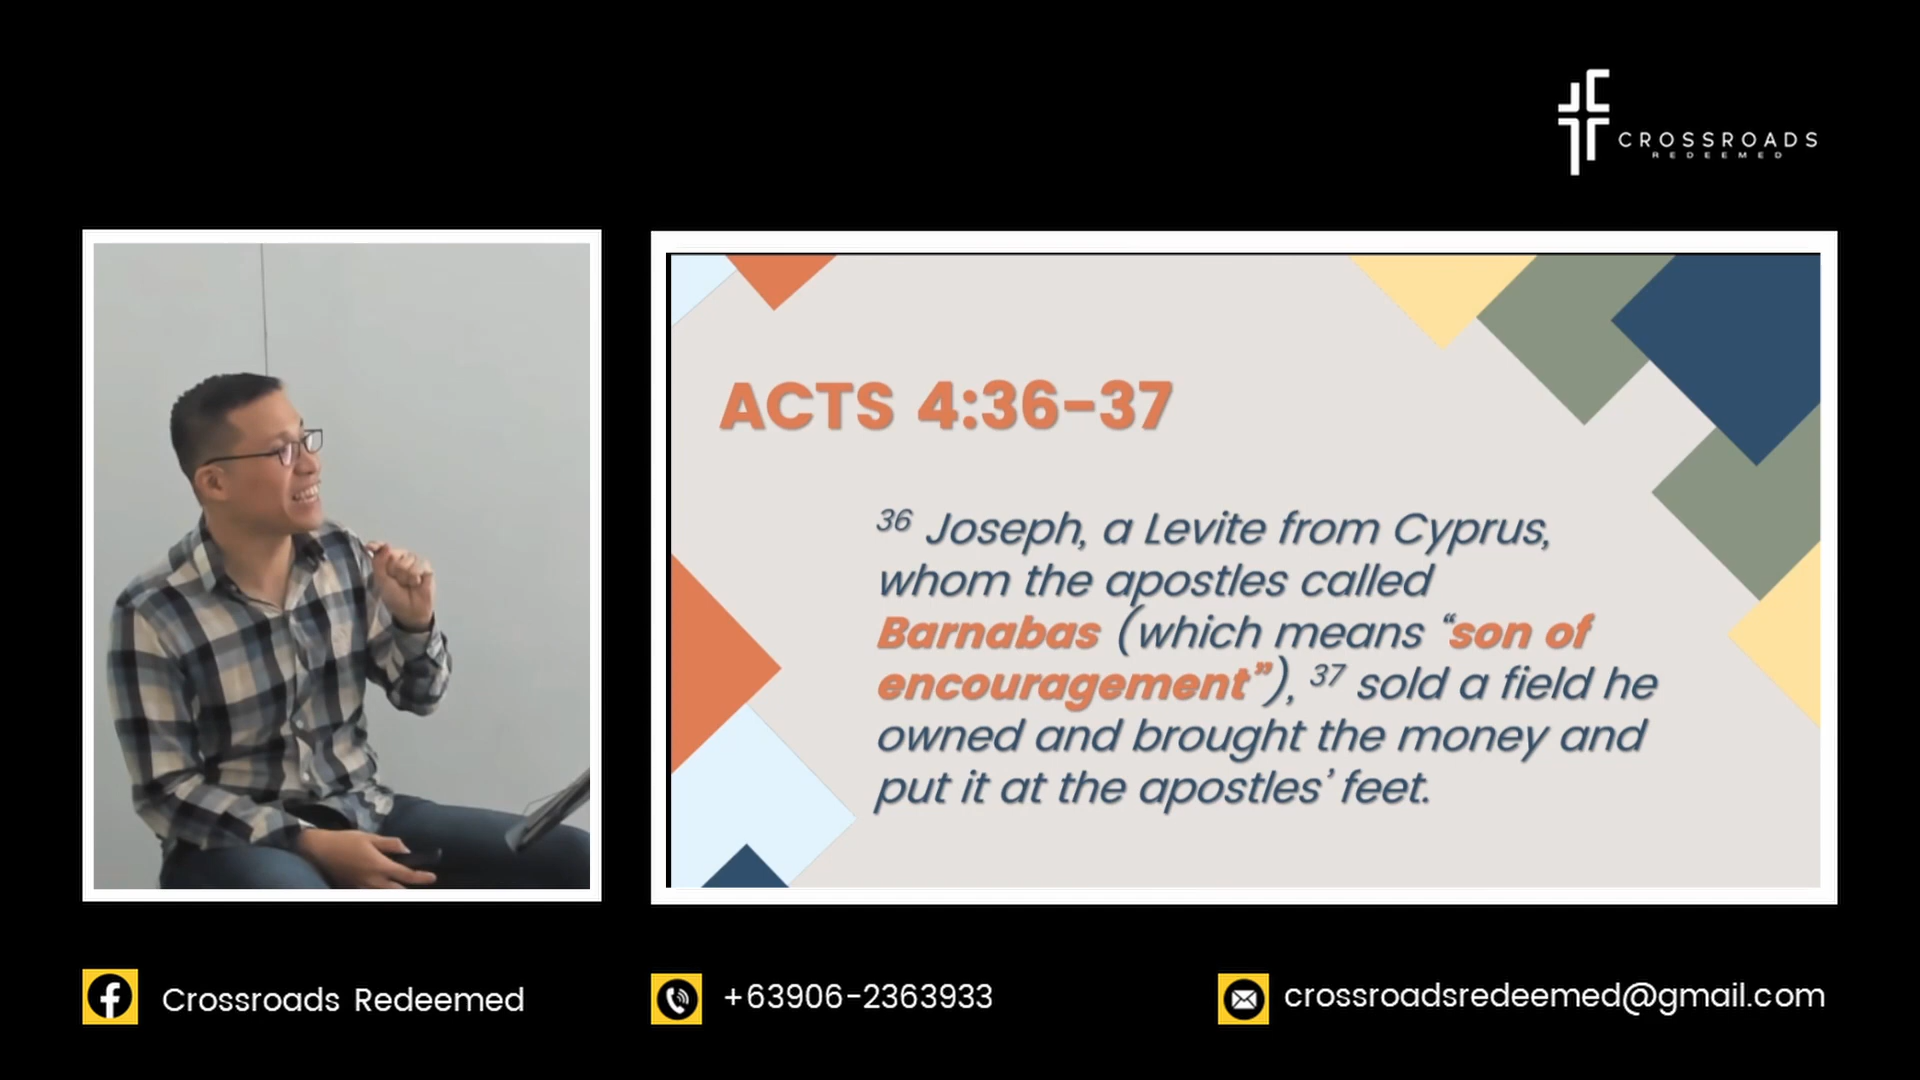 CROSSROADS
REDEEMED
ACTS 4:36-37
36 Joseph, a Levite from Cyprus,
whom the apostles called
Barnabas (which means “son of
encouragement”), 37 sold a field he
owned and brought the money and
put it at the apostles’ feet.
Crossroads Redeemed
+63906-2363933
crossroadsredeemed@gmail.com